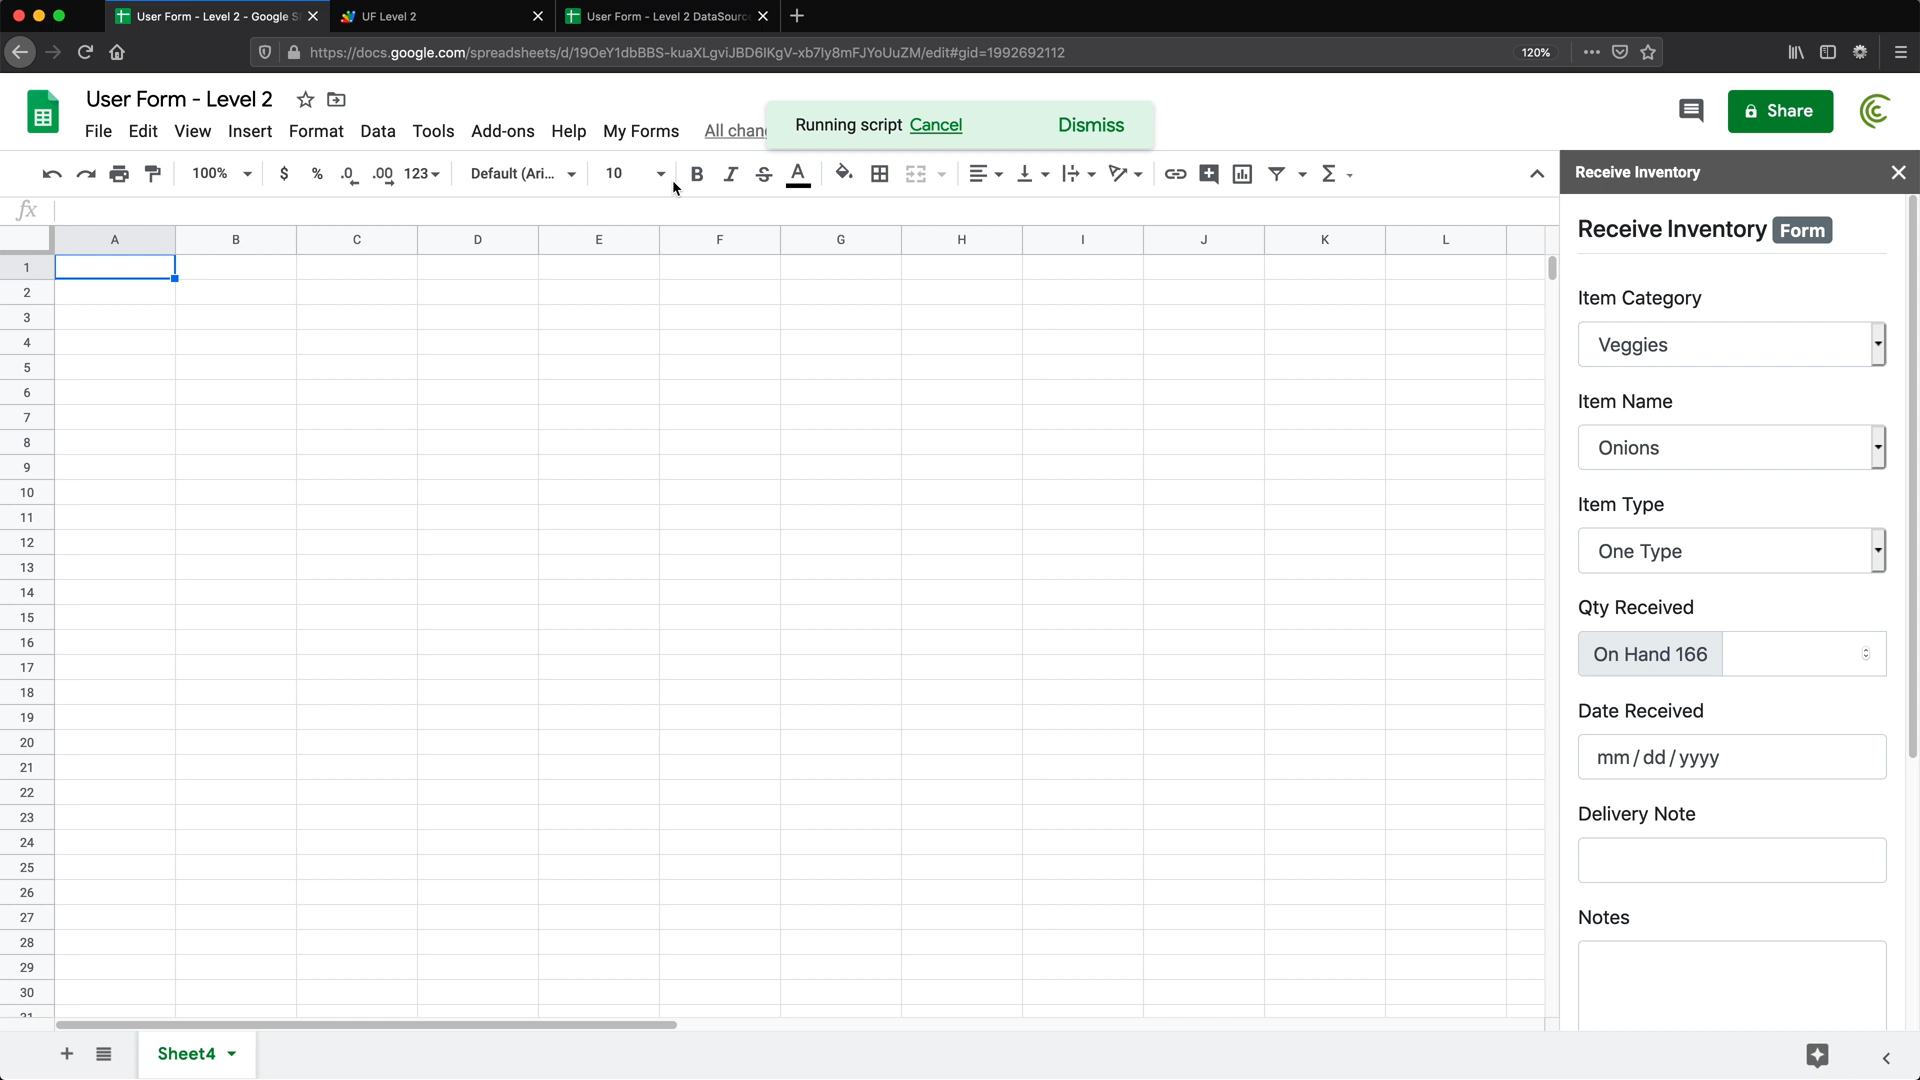 User Form - Level 2 - Google S
UF Level 2
User Form - Level 2 DataSourc
https://docs.google.com/spreadsheets/d/19OeY1dbBBS-kuaXLgviJBD6IKgV-xb7Iy8mFJYoUuZM/edit#gid=1992692112
120%
User Form - Level 2
File Edit View Insert Format Data Tools Add-ons Help My Forms All chan
Running script Cancel Dismiss
Share
100% $ % .0 .00 123 Default (Ari... 10 B I S A
Receive Inventory
fx
A B C D E F G H I J K L
1
2
3
4
5
6
7
8
9
10
11
12
13
14
15
16
17
18
19
20
21
22
23
24
25
26
27
28
29
30
31
Receive Inventory Form
Item Category
Veggies
Item Name
Onions
Item Type
One Type
Qty Received
On Hand 166
Date Received
mm/dd/yyyy
Delivery Note
Notes
Sheet4